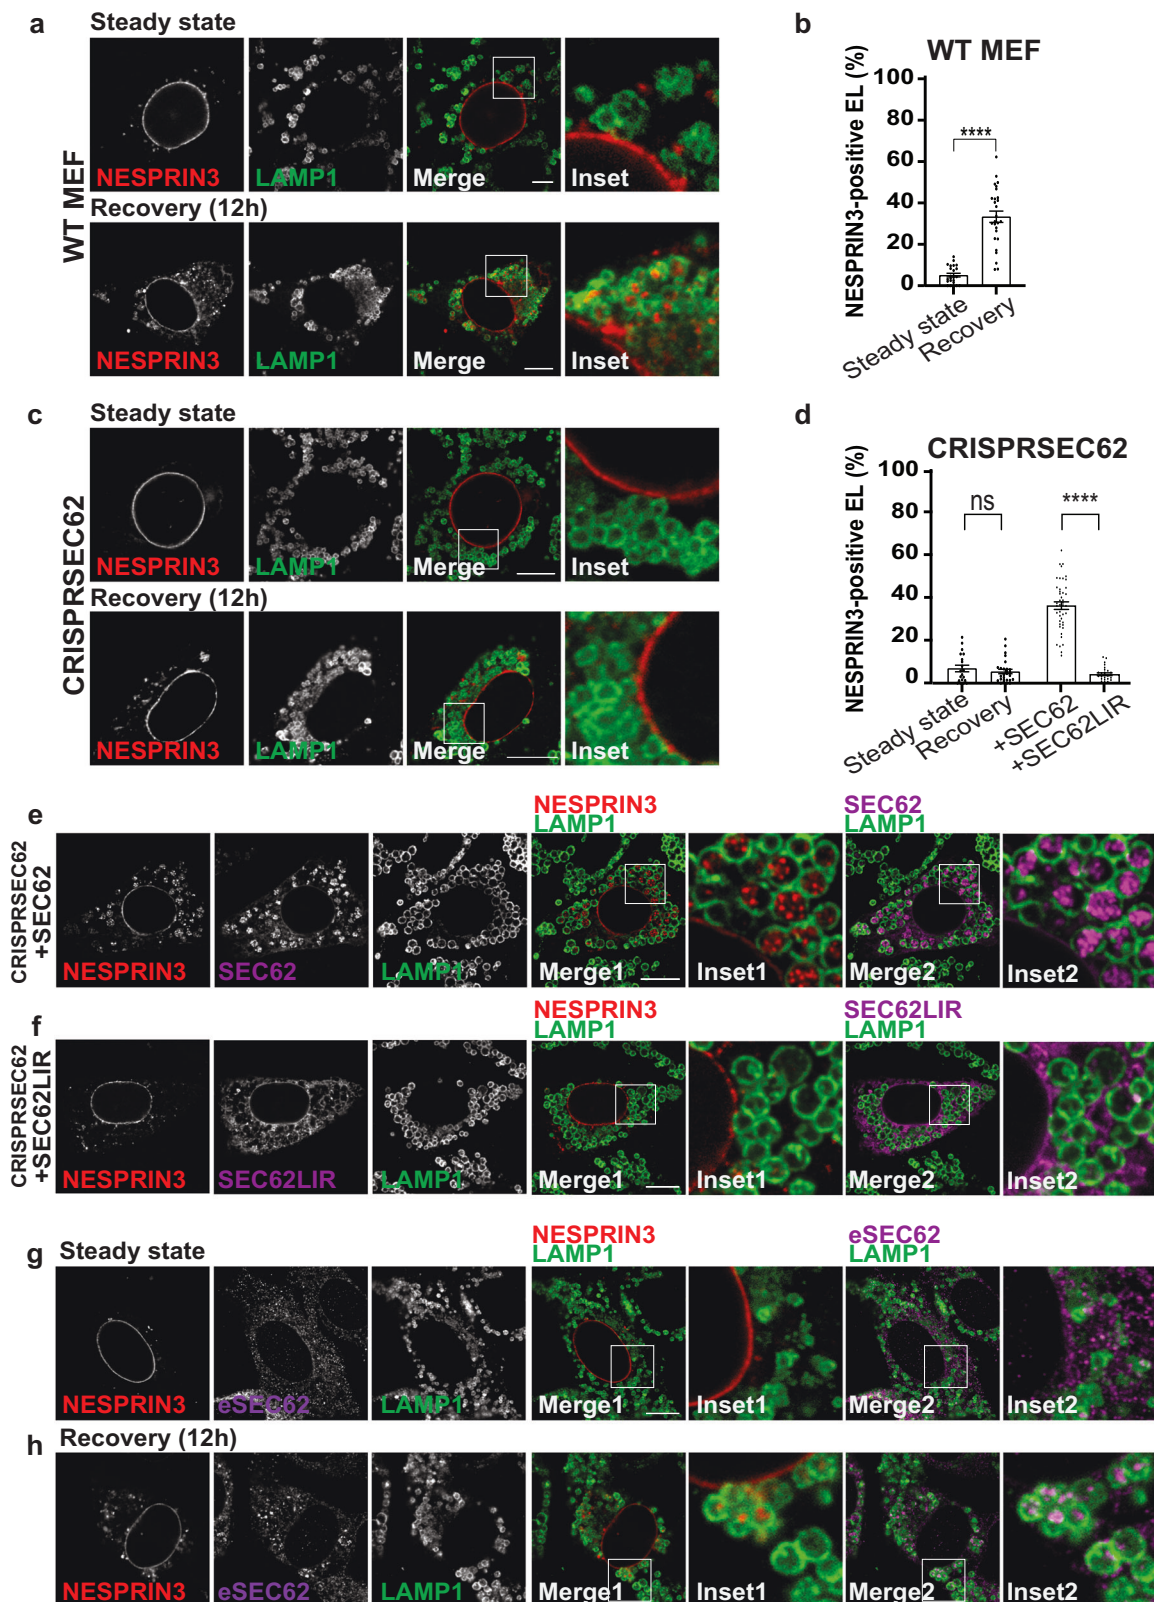 a
Steady state
WT MEF
NESPRIN3
LAMP1
Merge
Inset
Recovery (12h)
NESPRIN3
LAMP1
Merge
Inset
b
WT MEF
NESPRIN3-positive EL (%)
100
80
60
40
20
0
****
Steady state
Recovery
c
Steady state
CRISPRSEC62
NESPRIN3
LAMP1
Merge
Inset
Recovery (12h)
NESPRIN3
LAMP1
Merge
Inset
d
CRISPRSEC62
NESPRIN3-positive EL (%)
100
80
60
40
20
0
ns
****
Steady state
Recovery
+SEC62
+SEC62LIR
e
CRISPRSEC62
+SEC62
NESPRIN3
LAMP1
SEC62
LAMP1
NESPRIN3
SEC62
LAMP1
Merge1
Inset1
Merge2
Inset2
f
CRISPRSEC62
+SEC62LIR
NESPRIN3
LAMP1
SEC62LIR
LAMP1
NESPRIN3
SEC62LIR
LAMP1
Merge1
Inset1
Merge2
Inset2
g
Steady state
NESPRIN3
LAMP1
eSEC62
LAMP1
NESPRIN3
eSEC62
LAMP1
Merge1
Inset1
Merge2
Inset2
h
Recovery (12h)
NESPRIN3
eSEC62
LAMP1
Merge1
Inset1
Merge2
Inset2